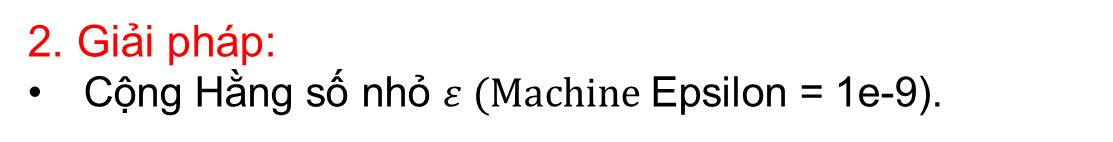 2. Giải pháp:
• Cộng Hằng số nhỏ 𝜀 (Machine Epsilon = 1e-9).